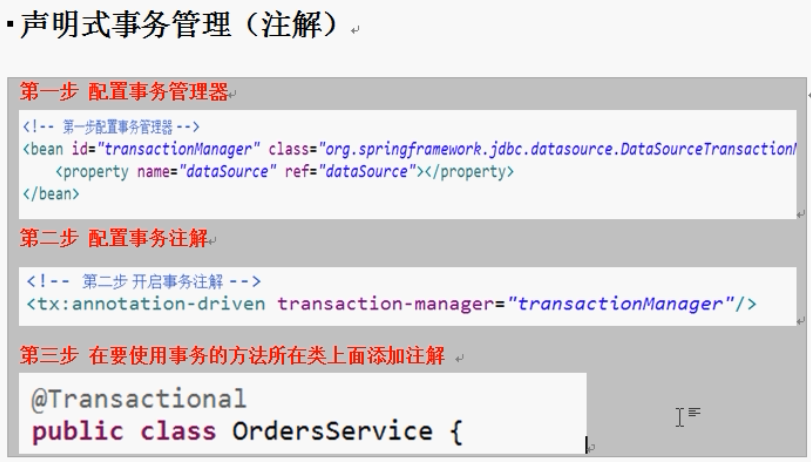 ▪声明式事务管理（注解）
第一步 配置事务管理器
<!-- 第一步配置事务管理器 -->
<bean id="transactionManager" class="org.springframework.jdbc.datasource.DataSourceTransactionM
<property name="dataSource" ref="dataSource"></property>
</bean>
第二步 配置事务注解
<!-- 第二步 开启事务注解 -->
<tx:annotation-driven transaction-manager="transactionManager"/>
第三步 在要使用事务的方法所在类上面添加注解
@Transactional
public class OrdersService {